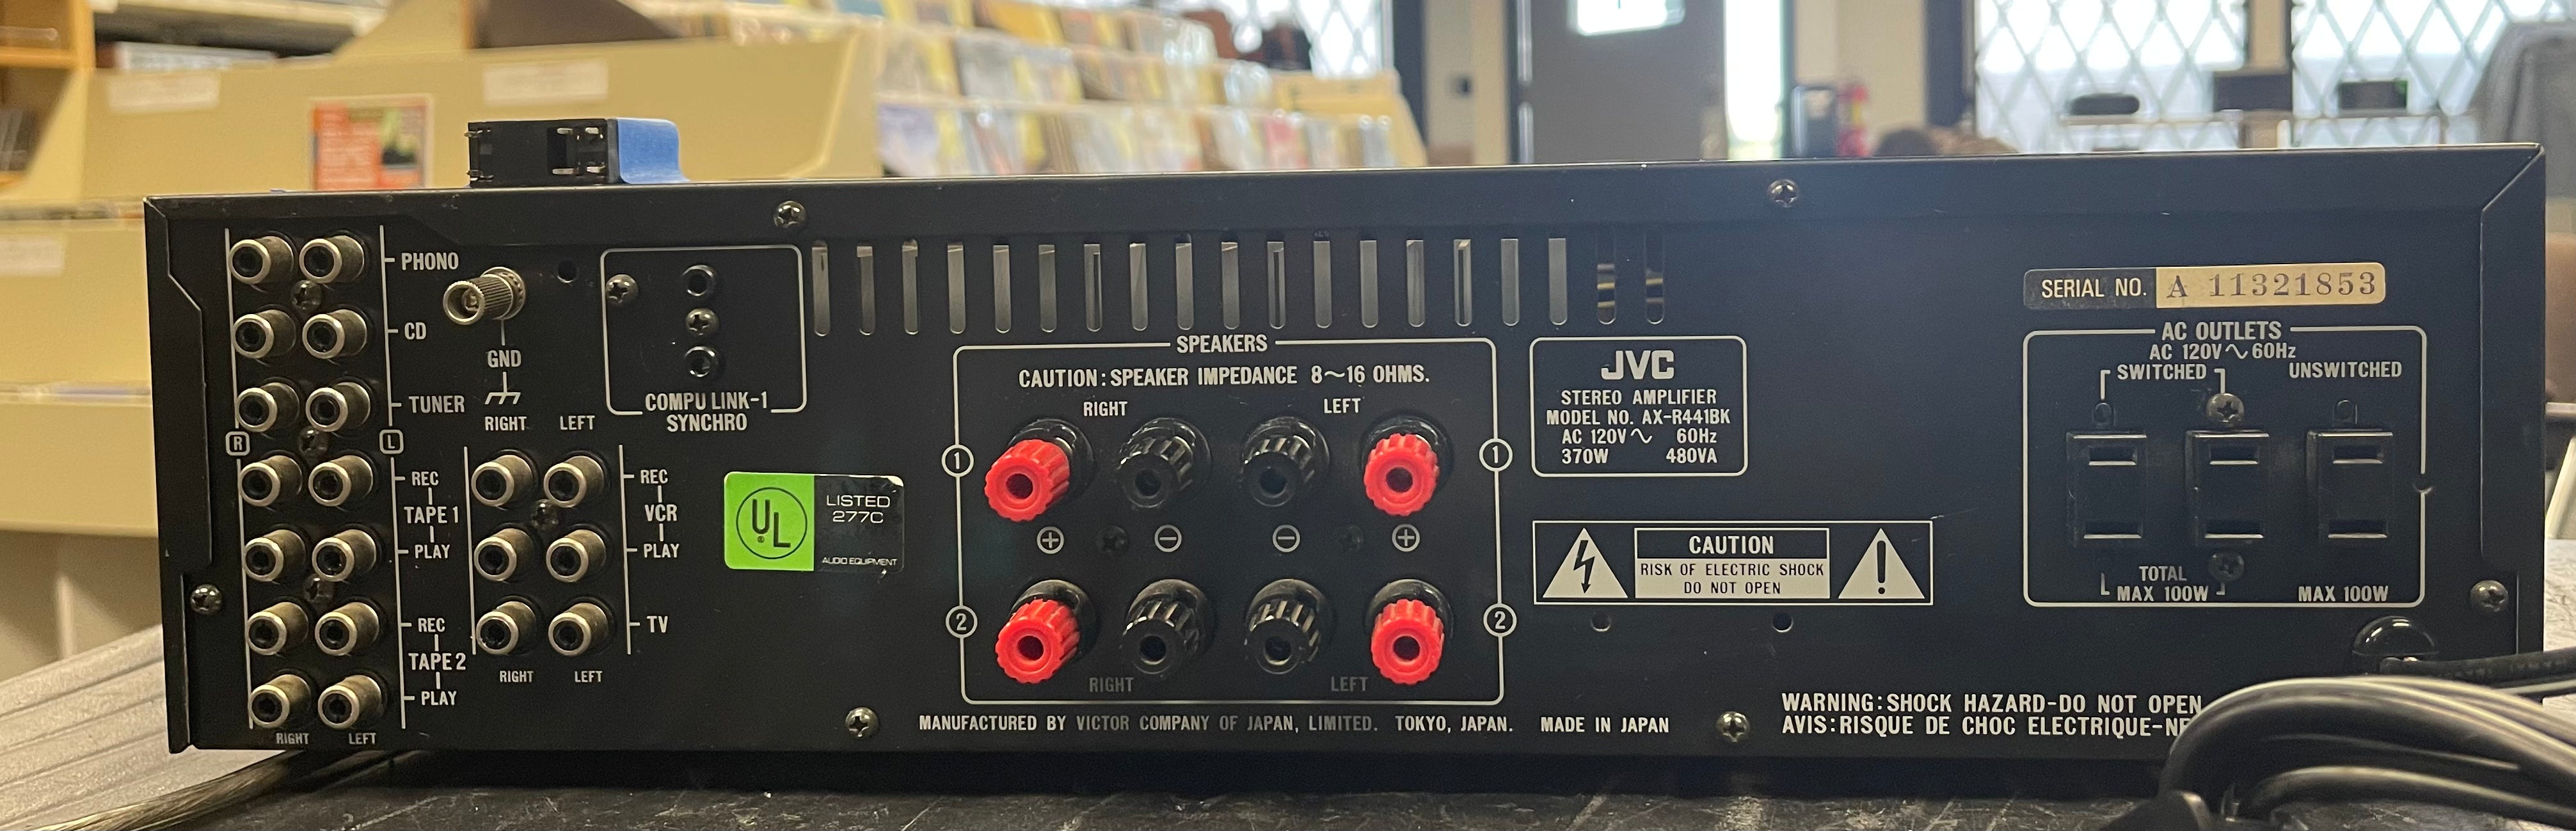 PHONO
CD
GND
TUNER
RIGHT LEFT
R L
REC
TAPE 1
PLAY
REC
TAPE 2
PLAY
RIGHT LEFT
REC
VCR
PLAY
TV
RIGHT LEFT
COMPU LINK-1
SYNCHRO
UL
®
LISTED
277C
AUDIO EQUIPMENT
SPEAKERS
CAUTION: SPEAKER IMPEDANCE 8~16 OHMS.
RIGHT LEFT
1 1
+ - - +
2 2
RIGHT LEFT
MANUFACTURED BY VICTOR COMPANY OF JAPAN, LIMITED. TOKYO, JAPAN. MADE IN JAPAN
JVC
STEREO AMPLIFIER
MODEL NO. AX-R441BK
AC 120V~ 60Hz
370W 480VA
CAUTION
RISK OF ELECTRIC SHOCK
DO NOT OPEN
!
SERIAL NO. A 11321853
AC OUTLETS
AC 120V~60Hz
SWITCHED UNSWITCHED
TOTAL
MAX 100W MAX 100W
WARNING: SHOCK HAZARD-DO NOT OPEN
AVIS: RISQUE DE CHOC ELECTRIQUE-NE